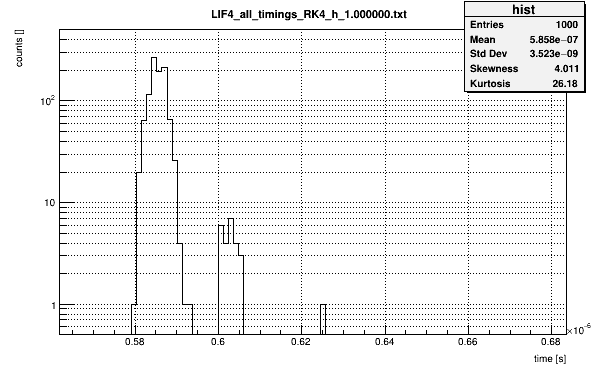 LIF4_all_timings_RK4_h_1.000000.txt
hist
Entries 1000
Mean 5.858e−07
Std Dev 3.523e−09
Skewness 4.011
Kurtosis 26.18
counts []
10²
10
1
0.58 0.6 0.62 0.64 0.66 0.68
×10⁻⁶
time [s]